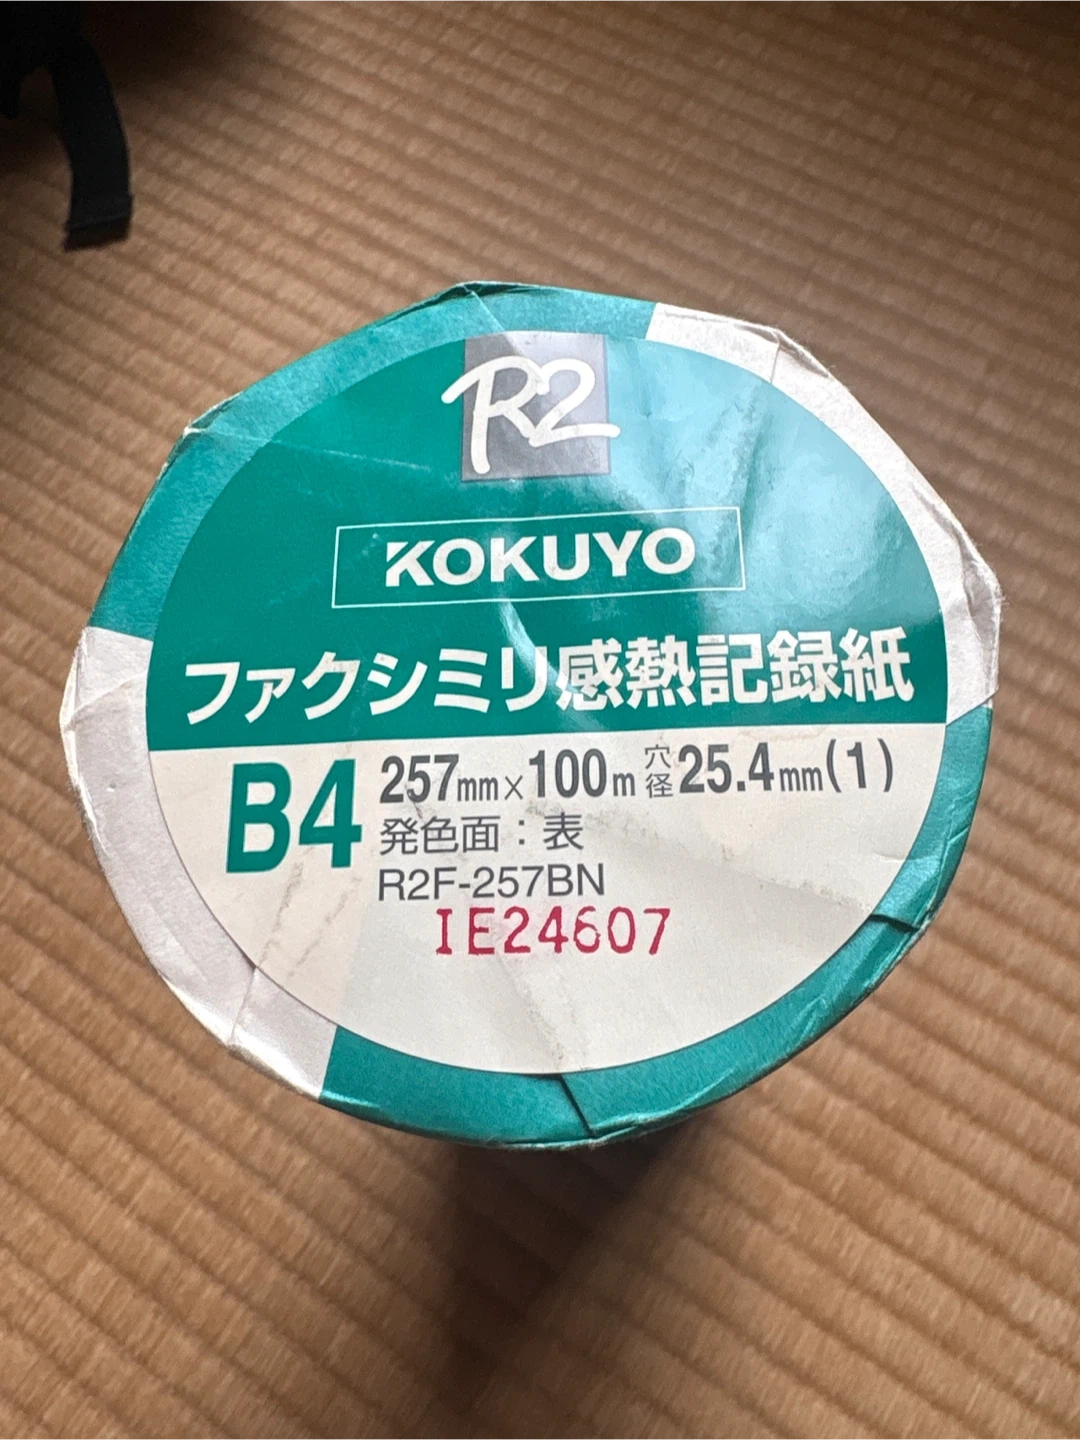 R2
KOKUYO
ファクシミリ感熱記録紙
B4 257mm×100m 穴径25.4mm(1)
発色面：表
R2F-257BN
IE24607